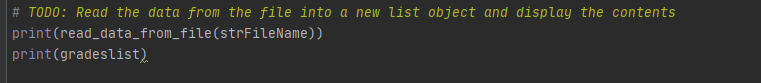 # TODO: Read the data from the file into a new list object and display the contents
print(read_data_from_file(strFileName))
print(gradeslist)